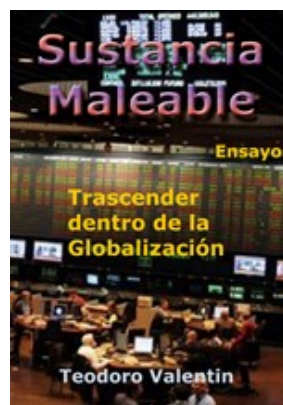 Sustancia
Maleable
Ensayo
Trascender
dentro de la
Globalización
Teodoro Valentin